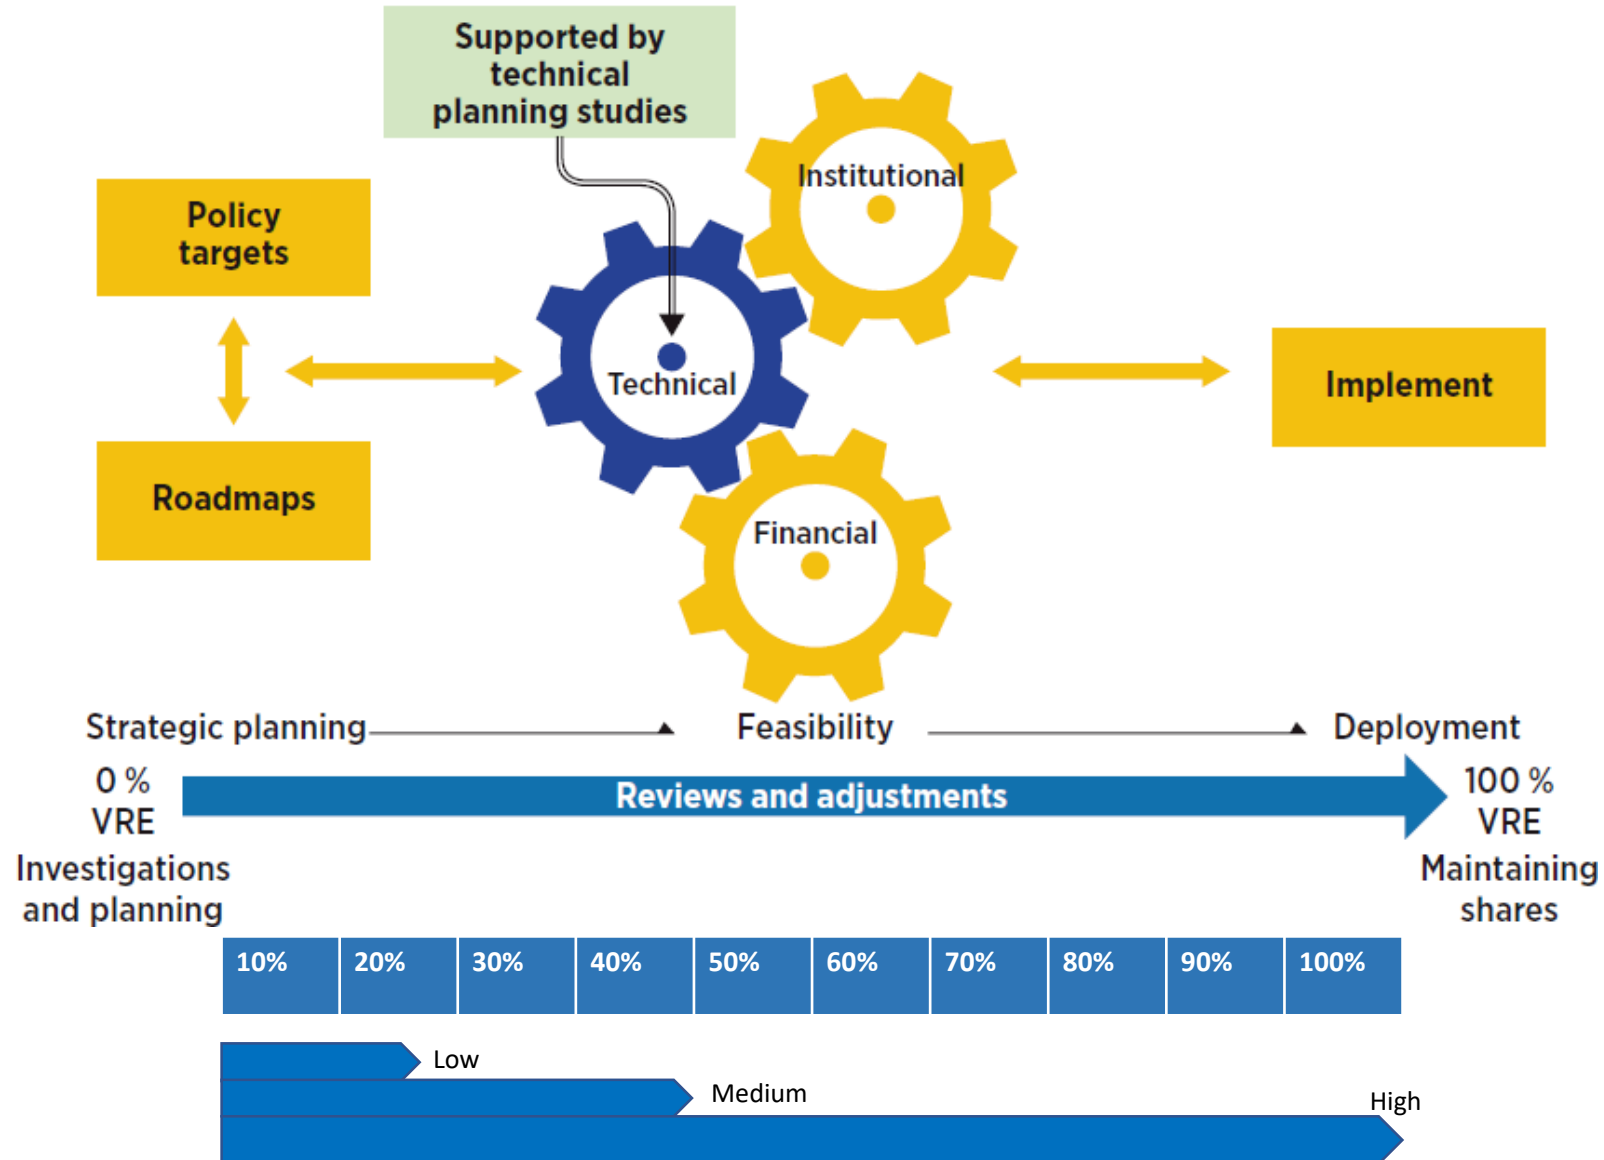 Supported by
technical
planning studies
Institutional
Policy
targets
Technical
Implement
Roadmaps
Financial
Strategic planning
Feasibility
Deployment
0 %
VRE
Reviews and adjustments
100 %
VRE
Investigations
and planning
Maintaining
shares
10% 20% 30% 40% 50% 60% 70% 80% 90% 100%
Low
Medium
High